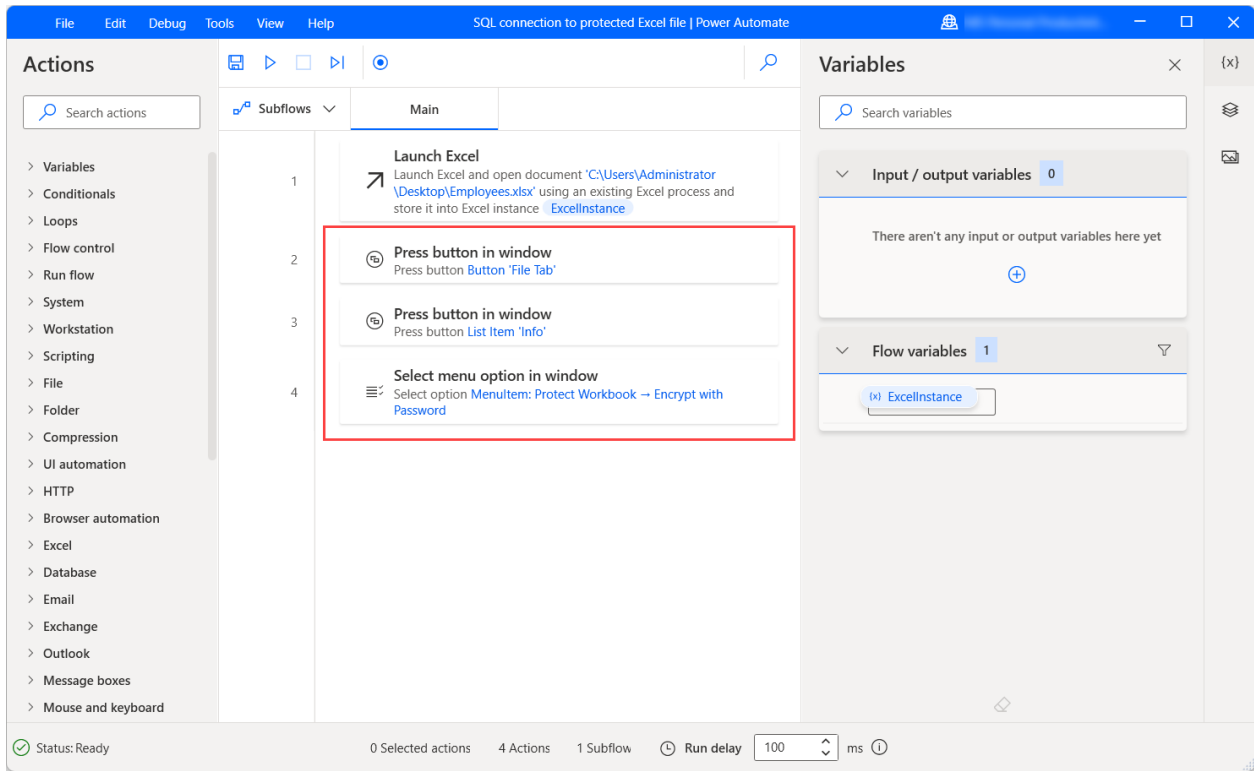 File Edit Debug Tools View Help SQL connection to protected Excel file | Power Automate
Actions
Search actions
Variables
Conditionals
Loops
Flow control
Run flow
System
Workstation
Scripting
File
Folder
Compression
UI automation
HTTP
Browser automation
Excel
Database
Email
Exchange
Outlook
Message boxes
Mouse and keyboard
Subflows Main
1
Launch Excel
Launch Excel and open document 'C:\Users\Administrator
\Desktop\Employees.xlsx' using an existing Excel process and
store it into Excel instance ExcelInstance
2
Press button in window
Press button Button 'File Tab'
3
Press button in window
Press button List Item 'Info'
4
Select menu option in window
Select option MenuItem: Protect Workbook → Encrypt with
Password
Variables
{x}
Search variables
Input / output variables 0
There aren't any input or output variables here yet
Flow variables 1
{x} ExcelInstance
Status: Ready 0 Selected actions 4 Actions 1 Subflow Run delay 100 ms